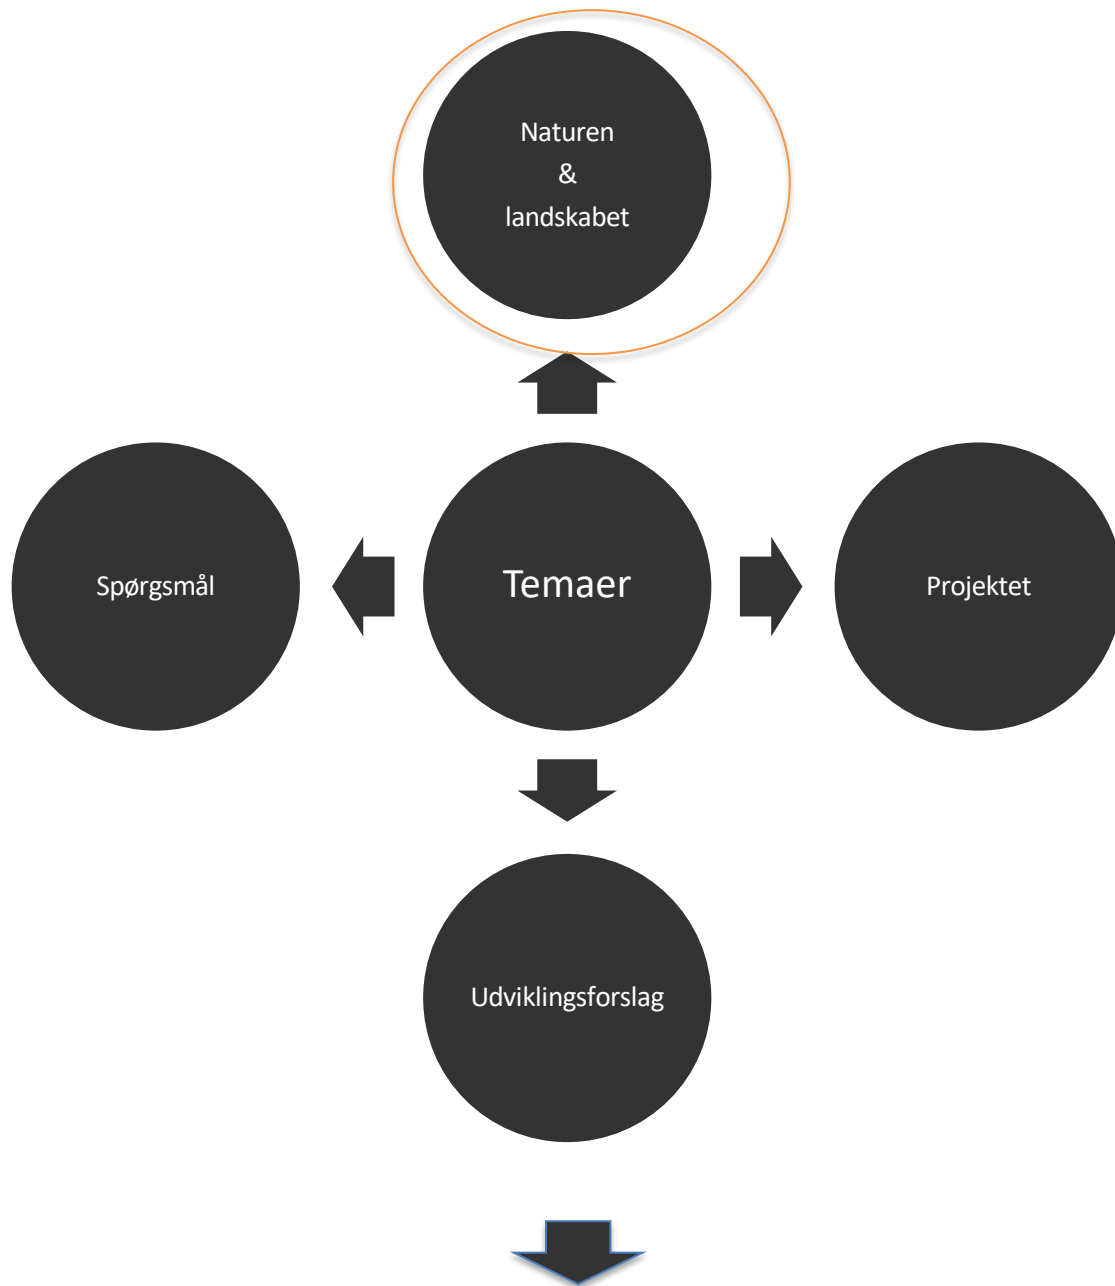 Naturen
&
landskabet
Spørgsmål
Temaer
Projektet
Udviklingsforslag